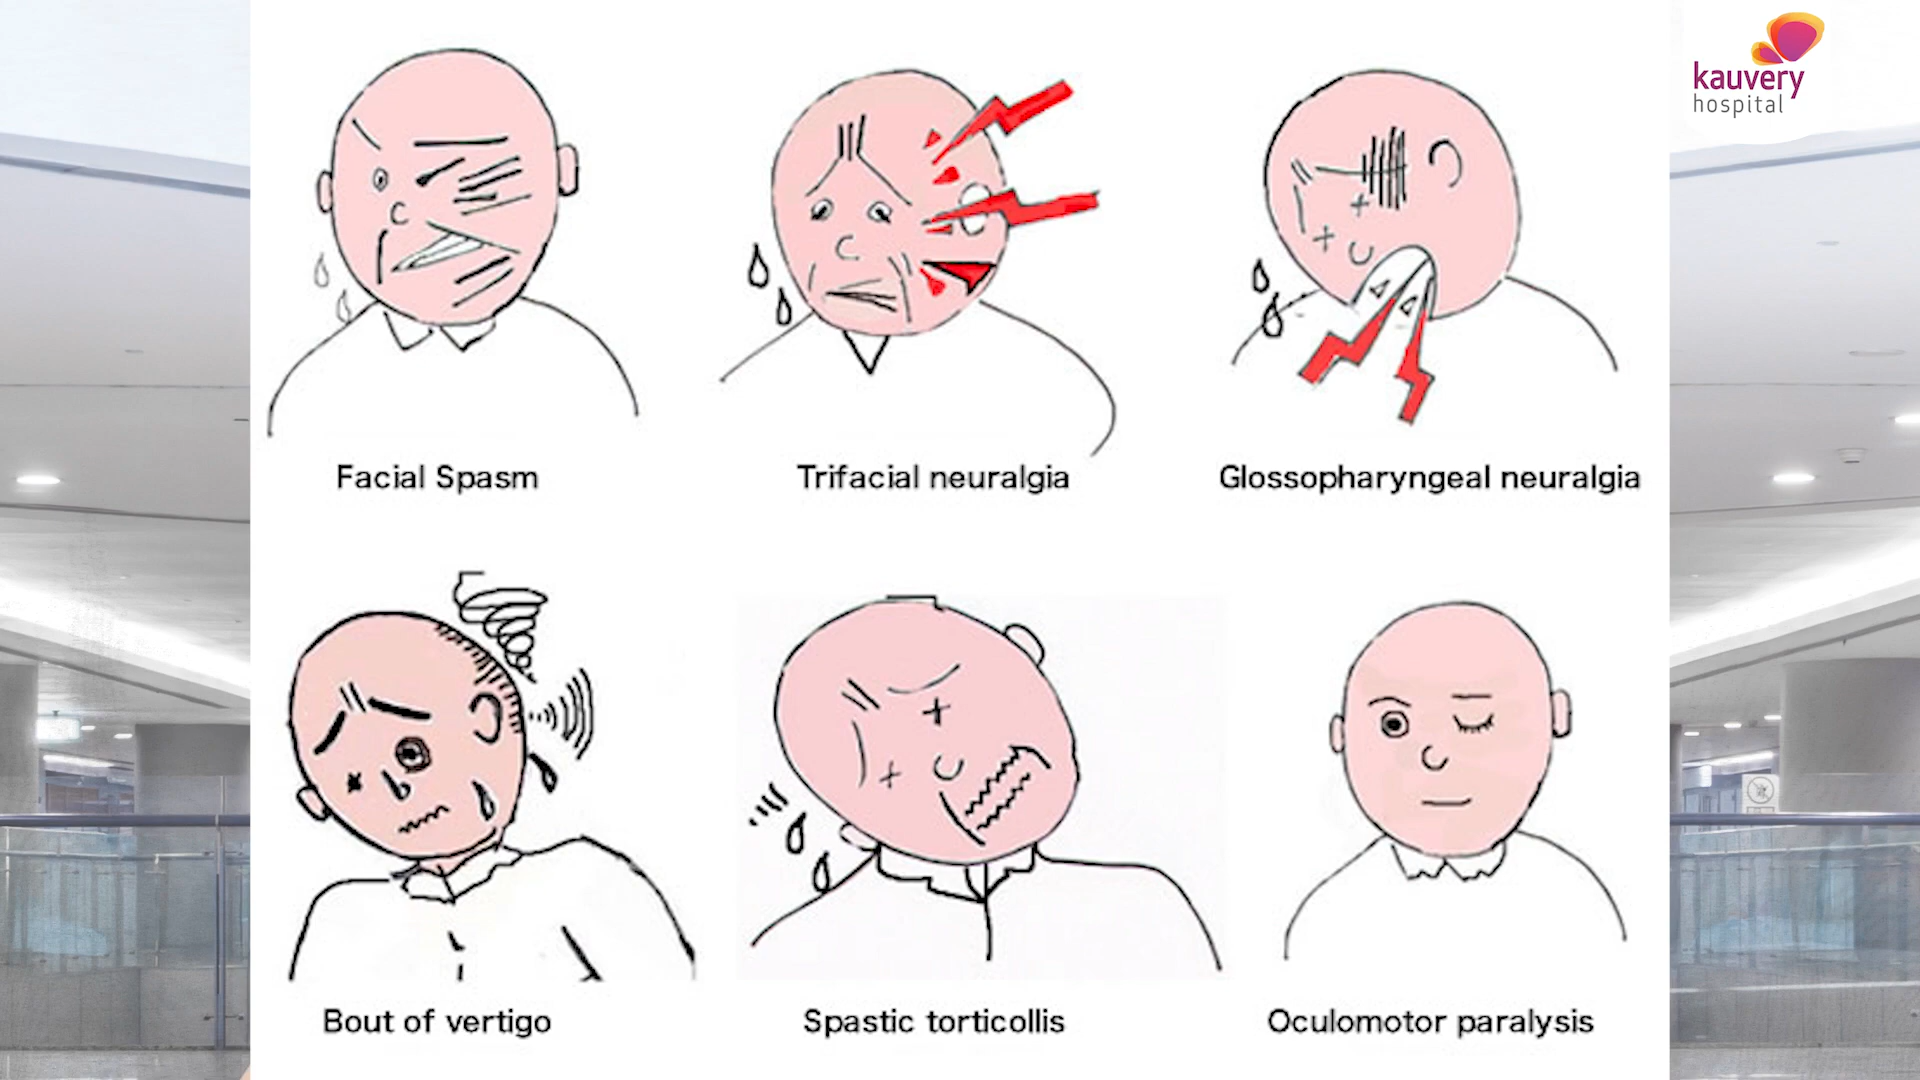 kauvery
hospital
Facial Spasm
Trifacial neuralgia
Glossopharyngeal neuralgia
Bout of vertigo
Spastic torticollis
Oculomotor paralysis